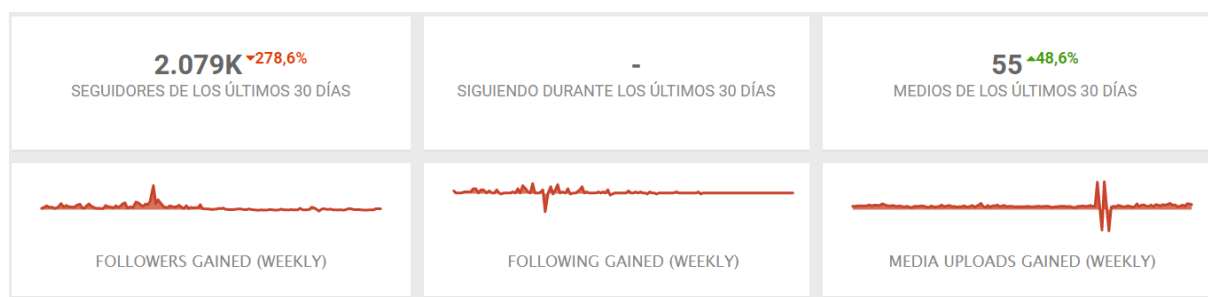 2.079K 278,6%
SEGUIDORES DE LOS ÚLTIMOS 30 DÍAS
-
SIGUIENDO DURANTE LOS ÚLTIMOS 30 DÍAS
55 48,6%
MEDIOS DE LOS ÚLTIMOS 30 DÍAS
FOLLOWERS GAINED (WEEKLY)
FOLLOWING GAINED (WEEKLY)
MEDIA UPLOADS GAINED (WEEKLY)